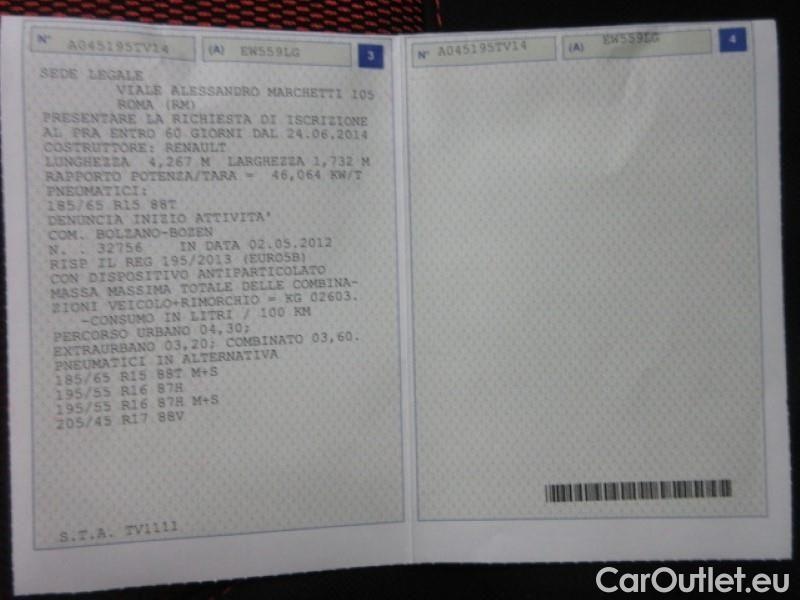 N° A045195TV14 (A) EW559LG 3
SEDE LEGALE
VIALE ALESSANDRO MARCHETTI 105
ROMA (RM)
PRESENTARE LA RICHIESTA DI ISCRIZIONE
AL PRA ENTRO 60 GIORNI DAL 24.06.2014
COSTRUTTORE: RENAULT
LUNGHEZZA 4,267 M LARGHEZZA 1,732 M
RAPPORTO POTENZA/TARA = 46,064 KW/T
PNEUMATICI:
185/65 R15 88T
DENUNCIA INIZIO ATTIVITA'
COM. BOLZANO-BOZEN
N. . 32756 IN DATA 02.05.2012
RISP IL REG 195/2013 (EURO5B)
CON DISPOSITIVO ANTIPARTICOLATO
MASSA MASSIMA TOTALE DELLE COMBINA-
ZIONI VEICOLO+RIMORCHIO = KG 02603.
-CONSUMO IN LITRI / 100 KM
PERCORSO URBANO 04,30;
EXTRAURBANO 03,20; COMBINATO 03,60.
PNEUMATICI IN ALTERNATIVA
185/65 R15 88T M+S
195/55 R16 87H
195/55 R16 87H M+S
205/45 R17 88V
S.T.A. TV1111
N° A045195TV14 (A) EW559LG 4
CarOutlet.eu